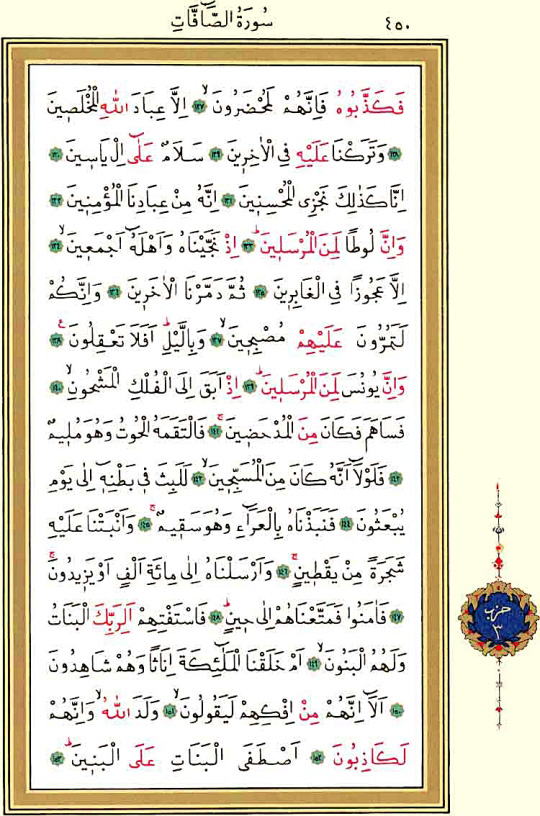 سُورَةُ الصَّٓافَّاتِ ٤٥٠
فَكَذَّبُوهُ فَاِنَّهُمْ لَمُحْضَرُونَۙ ﴿١٢٧﴾ اِلَّا عِبَادَ اللّٰهِ الْمُخْلَصٖينَ
﴿١٢٨﴾ وَتَرَكْنَا عَلَيْهِ فِي الْاٰخِرٖينَ ﴿١٢٩﴾ سَلَامٌ عَلٰٓى اِلْ يَاسٖينَ ﴿١٣٠﴾
اِنَّا كَذٰلِكَ نَجْزِي الْمُحْسِنٖينَ ﴿١٣١﴾ اِنَّهُ مِنْ عِبَادِنَا الْمُؤْمِنٖينَ ﴿١٣٢﴾
وَاِنَّ لُوطًا لَمِنَ الْمُرْسَلٖينَۜ ﴿١٣٣﴾ اِذْ نَجَّيْنَاهُ وَاَهْلَهُٓ اَجْمَعٖينَۙ ﴿١٣٤﴾
اِلَّا عَجُوزًا فِي الْغَابِرٖينَ ﴿١٣٥﴾ ثُمَّ دَمَّرْنَا الْاٰخَرٖينَ ﴿١٣٦﴾ وَاِنَّكُمْ
لَتَمُرُّونَ عَلَيْهِمْ مُصْبِحٖينَۙ ﴿١٣٧﴾ وَبِالَّيْلِۜ اَفَلَا تَعْقِلُونَ۟ ﴿١٣٨﴾
وَاِنَّ يُونُسَ لَمِنَ الْمُرْسَلٖينَۜ ﴿١٣٩﴾ اِذْ اَبَقَ اِلَى الْفُلْكِ الْمَشْحُونِۙ ﴿١٤٠﴾
فَسَاهَمَ فَكَانَ مِنَ الْمُدْحَضٖينَۚ ﴿١٤١﴾ فَالْتَقَمَهُ الْحُوتُ وَهُوَ مُلٖيمٌ
﴿١٤٢﴾ فَلَوْلَٓا اَنَّهُ كَانَ مِنَ الْمُسَبِّحٖينَۙ ﴿١٤٣﴾ لَلَبِثَ فٖي بَطْنِهٖٓ اِلٰى يَوْمِ
يُبْعَثُونَ ﴿١٤٤﴾ فَنَبَذْنَاهُ بِالْعَرَٓاءِ وَهُوَ سَقٖيمٌۚ ﴿١٤٥﴾ وَاَنْبَتْنَا عَلَيْهِ
شَجَرَةً مِنْ يَقْطٖينٍۚ ﴿١٤٦﴾ وَاَرْسَلْنَاهُ اِلٰى مِائَةِ اَلْفٍ اَوْ يَزٖيدُونَۚ
﴿١٤٧﴾ فَاٰمَنُوا فَمَتَّعْنَاهُمْ اِلٰى حٖينٍۜ ﴿١٤٨﴾ فَاسْتَفْتِهِمْ اَلِرَبِّكَ الْبَنَاتُ
وَلَهُمُ الْبَنُونَۙ ﴿١٤٩﴾ اَمْ خَلَقْنَا الْمَلٰٓئِكَةَ اِنَاثًا وَهُمْ شَاهِدُونَ
﴿١٥٠﴾ اَلَٓا اِنَّهُمْ مِنْ اِفْكِهِمْ لَيَقُولُونَۙ ﴿١٥١﴾ وَلَدَ اللّٰهُۙ وَاِنَّهُمْ
لَكَاذِبُونَ ﴿١٥٢﴾ اَصْطَفَى الْبَنَاتِ عَلَى الْبَنٖينَۜ ﴿١٥٣﴾
حزب
٣